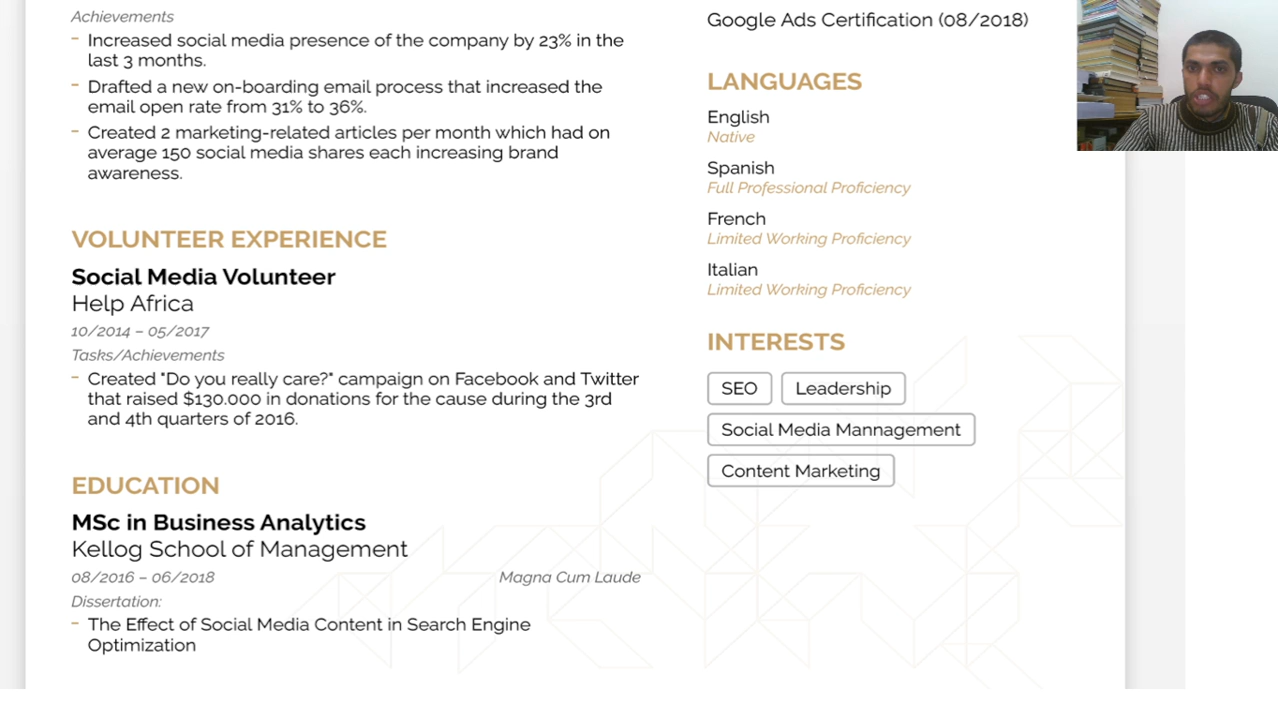 Achievements
- Increased social media presence of the company by 23% in the
last 3 months.
- Drafted a new on-boarding email process that increased the
email open rate from 31% to 36%.
- Created 2 marketing-related articles per month which had on
average 150 social media shares each increasing brand
awareness.
VOLUNTEER EXPERIENCE
Social Media Volunteer
Help Africa
10/2014 – 05/2017
Tasks/Achievements
- Created "Do you really care?" campaign on Facebook and Twitter
that raised $130.000 in donations for the cause during the 3rd
and 4th quarters of 2016.
EDUCATION
MSc in Business Analytics
Kellog School of Management
08/2016 – 06/2018 Magna Cum Laude
Dissertation:
- The Effect of Social Media Content in Search Engine
Optimization
Google Ads Certification (08/2018)
LANGUAGES
English
Native
Spanish
Full Professional Proficiency
French
Limited Working Proficiency
Italian
Limited Working Proficiency
INTERESTS
SEO Leadership
Social Media Mannagement
Content Marketing